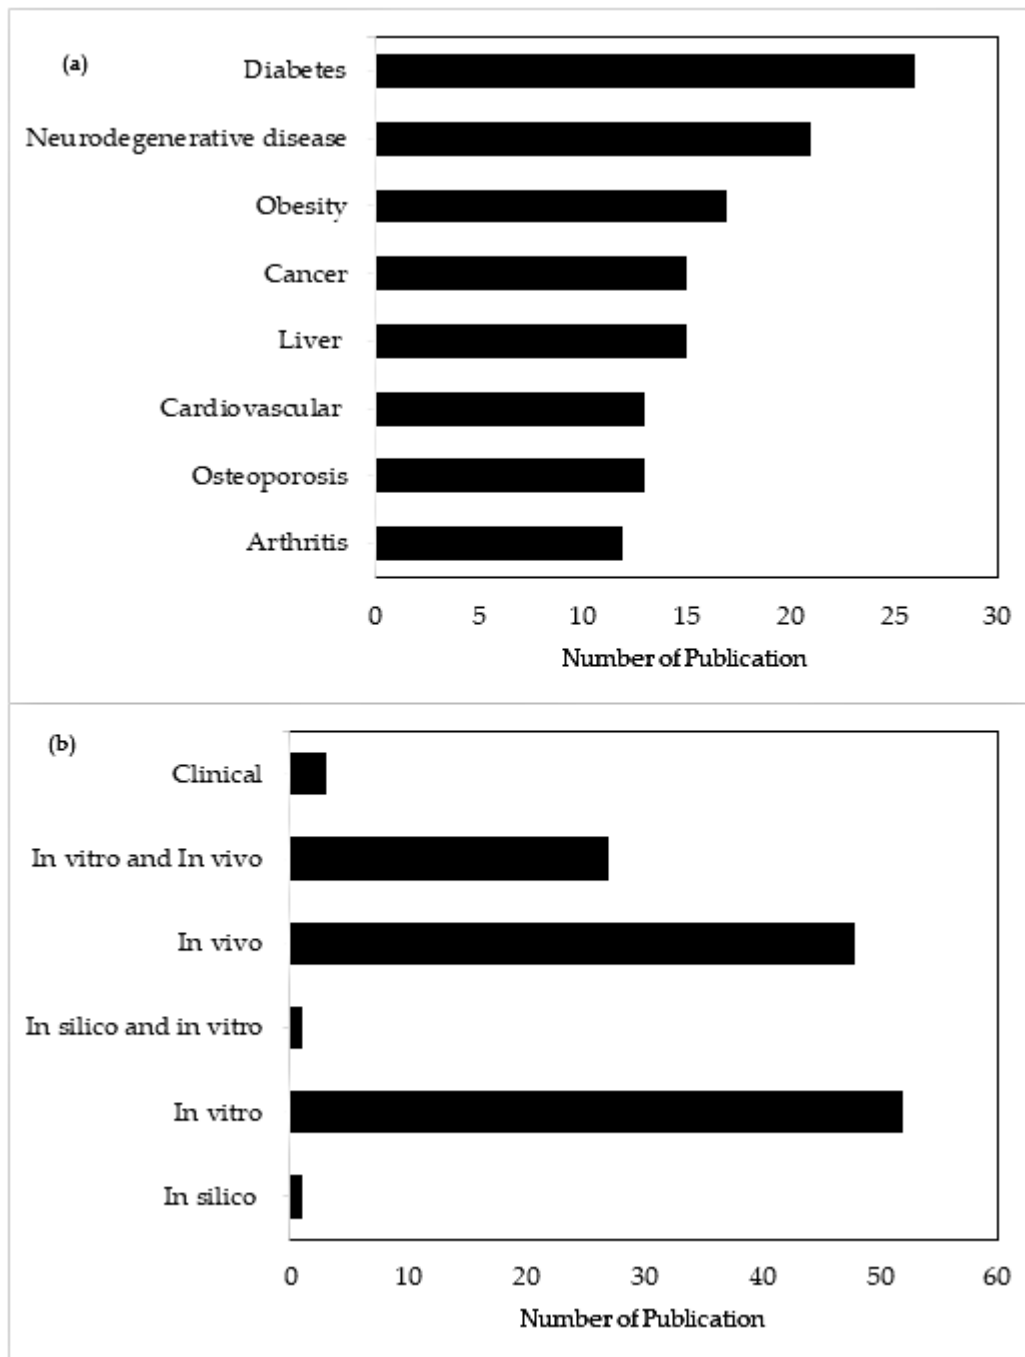 (a)
Diabetes
Neurodegenerative disease
Obesity
Cancer
Liver
Cardiovascular
Osteoporosis
Arthritis
0 5 10 15 20 25 30
Number of Publication
(b)
Clinical
In vitro and In vivo
In vivo
In silico and in vitro
In vitro
In silico
0 10 20 30 40 50 60
Number of Publication